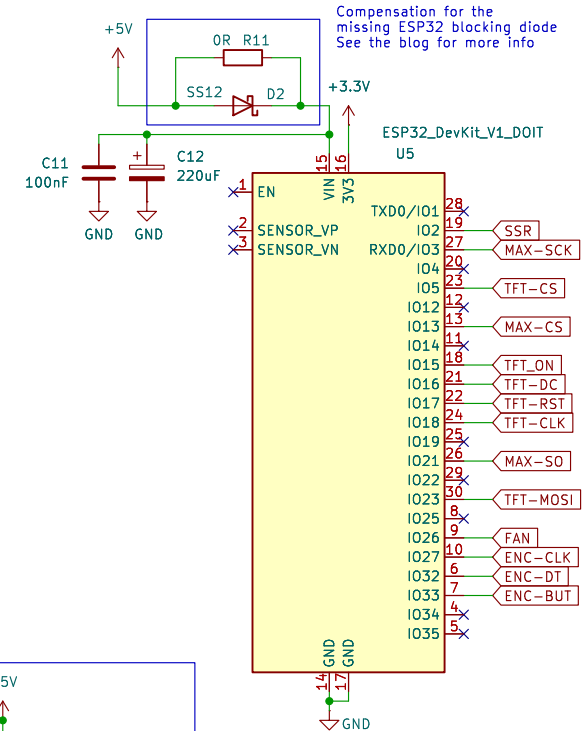 Compensation for the
missing ESP32 blocking diode
See the blog for more info
+5V
0R R11
SS12 D2
+3.3V
ESP32_DevKit_V1_DOIT
U5
C11
100nF
+
C12
220uF
GND
GND
15
16
VIN
3V3
1 EN
2 SENSOR_VP
3 SENSOR_VN
TXD0/IO1 28
IO2 19 SSR
RXD0/IO3 27 MAX-SCK
IO4 20
IO5 23 TFT-CS
IO12 12
IO13 13 MAX-CS
IO14 11
IO15 18 TFT_ON
IO16 21 TFT-DC
IO17 22 TFT-RST
IO18 24 TFT-CLK
IO19 25
IO21 26 MAX-SO
IO22 29
IO23 30 TFT-MOSI
IO25 8
IO26 9 FAN
IO27 10 ENC-CLK
IO32 6 ENC-DT
IO33 7 ENC-BUT
IO34 4
IO35 5
GND
GND
14
17
GND
5V